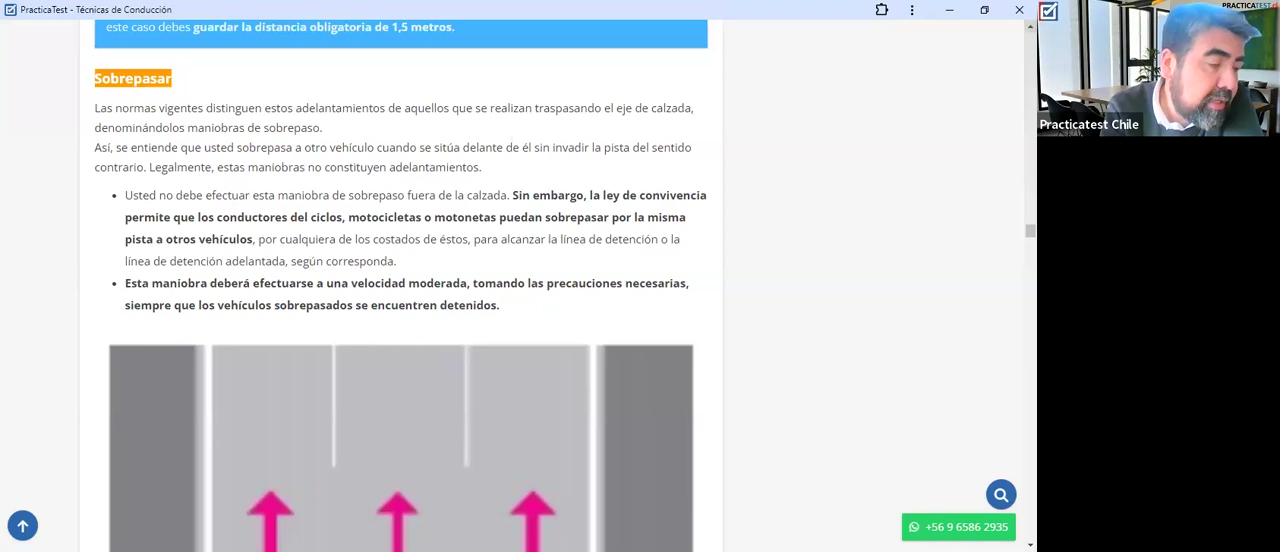 PracticaTest - Técnicas de Conducción
PRACTICATEST.cl
este caso debes guardar la distancia obligatoria de 1,5 metros.
Sobrepasar
Las normas vigentes distinguen estos adelantamientos de aquellos que se realizan traspasando el eje de calzada,
denominándolos maniobras de sobrepaso.
Así, se entiende que usted sobrepasa a otro vehículo cuando se sitúa delante de él sin invadir la pista del sentido
contrario. Legalmente, estas maniobras no constituyen adelantamientos.
Usted no debe efectuar esta maniobra de sobrepaso fuera de la calzada. Sin embargo, la ley de convivencia
permite que los conductores del ciclos, motocicletas o motonetas puedan sobrepasar por la misma
pista a otros vehículos, por cualquiera de los costados de éstos, para alcanzar la línea de detención o la
línea de detención adelantada, según corresponda.
Esta maniobra deberá efectuarse a una velocidad moderada, tomando las precauciones necesarias,
siempre que los vehículos sobrepasados se encuentren detenidos.
Practicatest Chile
+56 9 6586 2935